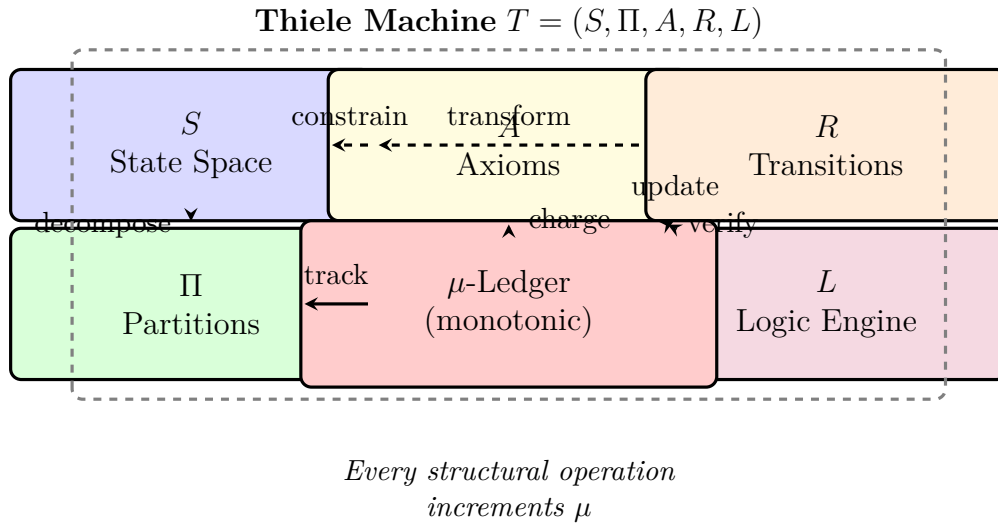 Thiele Machine T = (S, Π, A, R, L)
S
State Space
constrain
transform
A
Axioms
R
Transitions
update
decompose
charge
verify
Π
Partitions
track
μ-Ledger
(monotonic)
L
Logic Engine
Every structural operation
increments μ